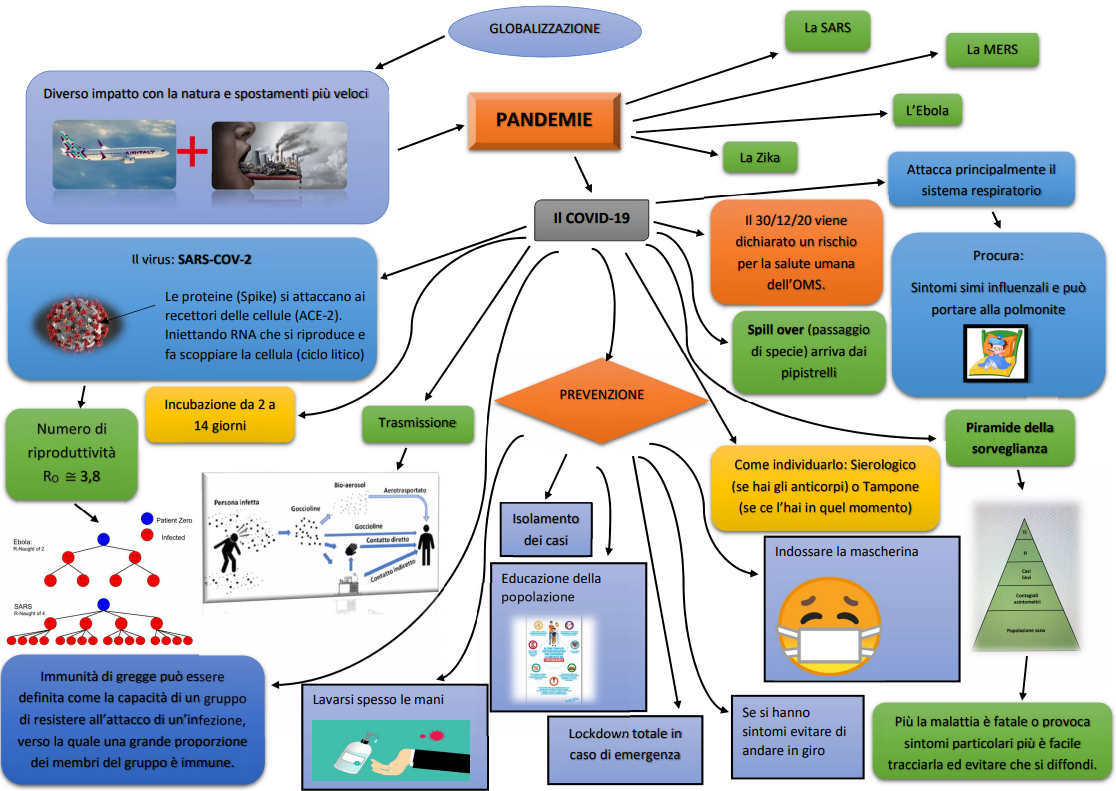 GLOBALIZZAZIONE
La SARS
La MERS
Diverso impatto con la natura e spostamenti più veloci
AIRITALY
PANDEMIE
L'Ebola
La Zika
Attacca principalmente il
sistema respiratorio
Il COVID-19
Il 30/12/20 viene
dichiarato un rischio
per la salute umana
dell'OMS.
Il virus: SARS-COV-2
Le proteine (Spike) si attaccano ai
recettori delle cellule (ACE-2).
Iniettando RNA che si riproduce e
fa scoppiare la cellula (ciclo litico)
Procura:
Sintomi simi influenzali e può
portare alla polmonite
Spill over (passaggio
di specie) arriva dai
pipistrelli
Incubazione da 2 a
14 giorni
Trasmissione
PREVENZIONE
Numero di
riproduttività
RO ≅ 3,8
Piramide della
sorveglianza
Come individuarlo: Sierologico
(se hai gli anticorpi) o Tampone
(se ce l'hai in quel momento)
Persona infetta
Bio-aerosol
Aerotrasportato
Goccioline
Goccioline
Contatto diretto
Contatto indiretto
Patient Zero
Infected
Ebola:
R-Naught of 2
SARS
R-Naught of 4
Isolamento
dei casi
Educazione della
popolazione
Indossare la mascherina
D
H
Casi
lievi
Contagiati
asintomatici
Popolazione sana
Immunità di gregge può essere
definita come la capacità di un gruppo
di resistere all'attacco di un'infezione,
verso la quale una grande proporzione
dei membri del gruppo è immune.
Lavarsi spesso le mani
Lockdown totale in
caso di emergenza
Se si hanno
sintomi evitare di
andare in giro
Più la malattia è fatale o provoca
sintomi particolari più è facile
tracciarla ed evitare che si diffondi.